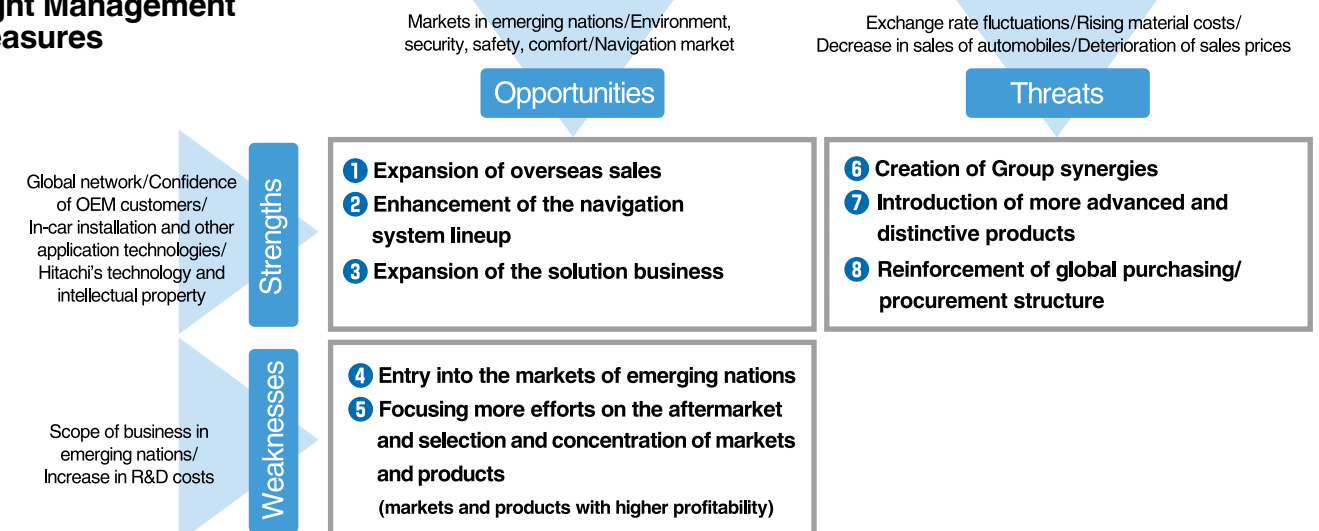 ght Management
easures
Markets in emerging nations/Environment,
security, safety, comfort/Navigation market
Exchange rate fluctuations/Rising material costs/
Decrease in sales of automobiles/Deterioration of sales prices
Opportunities
Threats
Global network/Confidence
of OEM customers/
In-car installation and other
application technologies/
Hitachi's technology and
intellectual property
Strengths
1 Expansion of overseas sales
2 Enhancement of the navigation
system lineup
3 Expansion of the solution business
6 Creation of Group synergies
7 Introduction of more advanced and
distinctive products
8 Reinforcement of global purchasing/
procurement structure
Scope of business in
emerging nations/
Increase in R&D costs
Weaknesses
4 Entry into the markets of emerging nations
5 Focusing more efforts on the aftermarket
and selection and concentration of markets
and products
(markets and products with higher profitability)